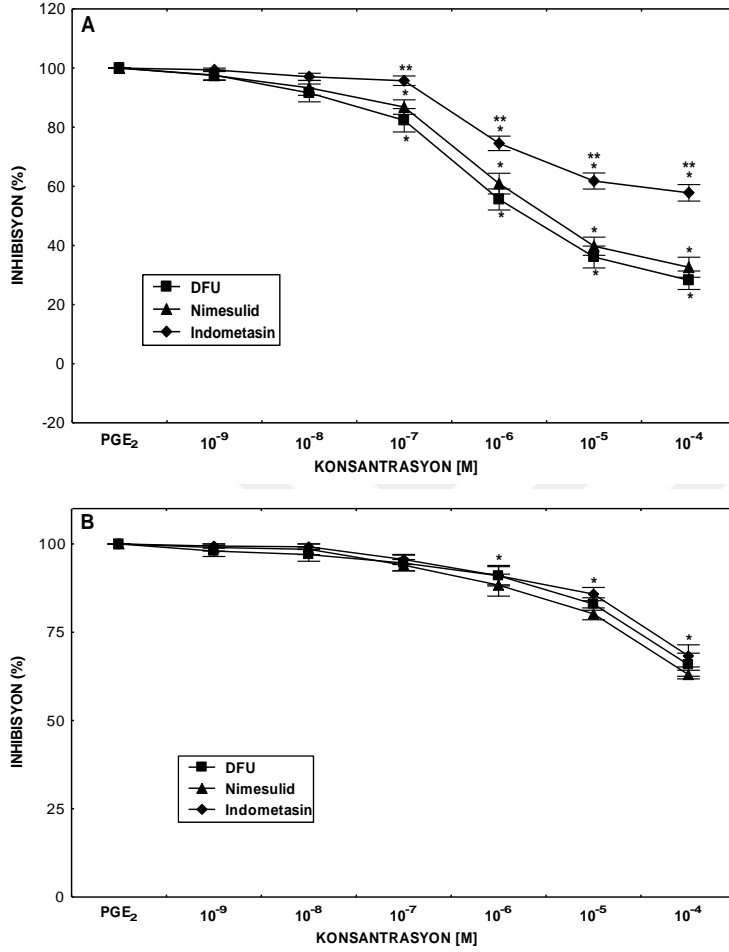 A
120
100
80
60
40
20
0
-20
INHIBISYON (%)
** * *
** * * *
** * * *
** * * *
DFU
Nimesulid
Indometasin
PGE₂ 10⁻⁹ 10⁻⁸ 10⁻⁷ 10⁻⁶ 10⁻⁵ 10⁻⁴
KONSANTRASYON [M]
B
100
75
50
25
0
INHIBISYON (%)
* * *
DFU
Nimesulid
Indometasin
PGE₂ 10⁻⁹ 10⁻⁸ 10⁻⁷ 10⁻⁶ 10⁻⁵ 10⁻⁴
KONSANTRASYON [M]